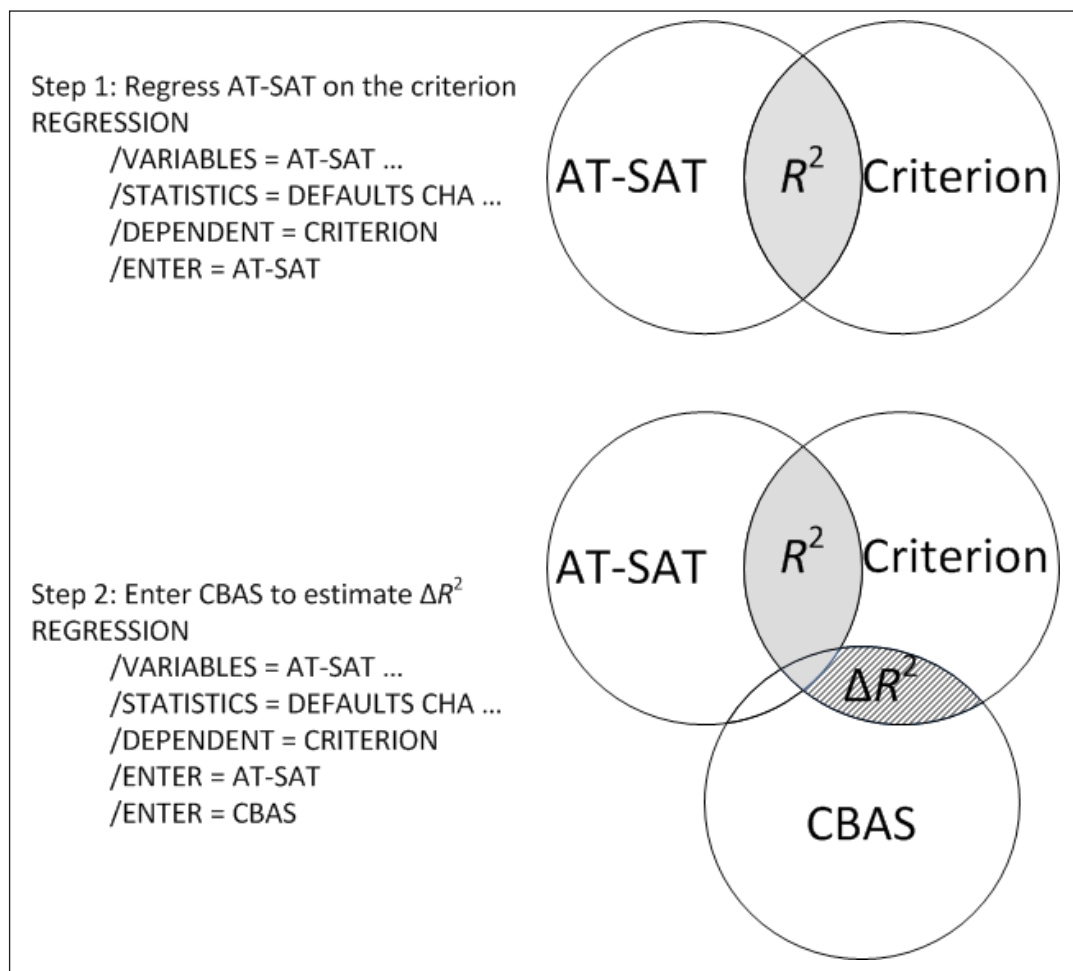 Step 1: Regress AT-SAT on the criterion
REGRESSION
/VARIABLES = AT-SAT ...
/STATISTICS = DEFAULTS CHA ...
/DEPENDENT = CRITERION
/ENTER = AT-SAT
AT-SAT
R²
Criterion
Step 2: Enter CBAS to estimate ΔR²
REGRESSION
/VARIABLES = AT-SAT ...
/STATISTICS = DEFAULTS CHA ...
/DEPENDENT = CRITERION
/ENTER = AT-SAT
/ENTER = CBAS
AT-SAT
R²
Criterion
ΔR²
CBAS